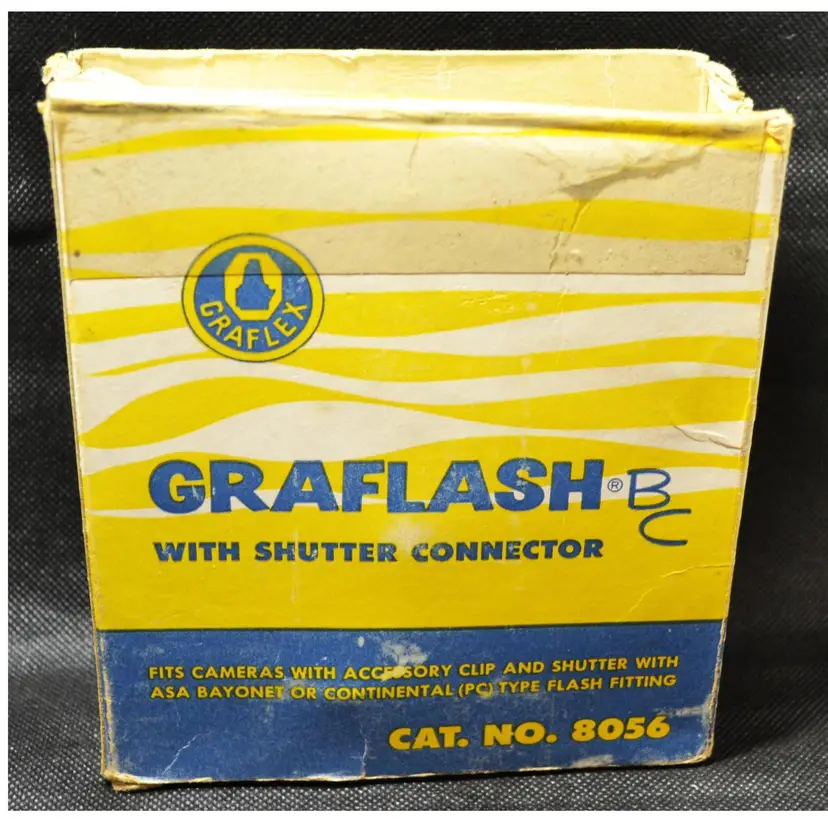 GRAFLEX
GRAFLASH® BC
WITH SHUTTER CONNECTOR
FITS CAMERAS WITH ACCESSORY CLIP AND SHUTTER WITH
ASA BAYONET OR CONTINENTAL (PC) TYPE FLASH FITTING
CAT. NO. 8056